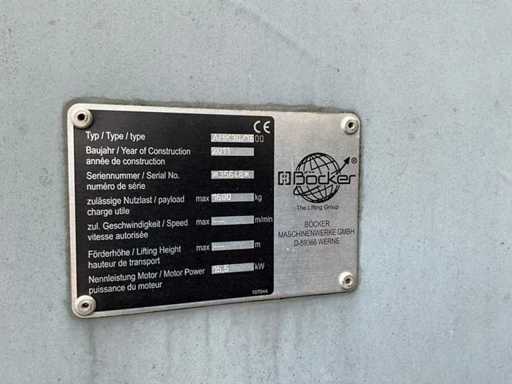 CE
Typ / Type / type
Baujahr / Year of Construction 2011
année de construction
Seriennummer / Serial No.
numéro de série
zulässige Nutzlast / payload max kg
charge utile
zul. Geschwindigkeit / Speed max --- m/min
vitesse autorisée
Förderhöhe / Lifting Height max --- m
hauteur de transport
Nennleistung Motor / Motor Power kW
puissance du moteur
Böcker ®
The Lifting Group
BÖCKER
MASCHINENWERKE GMBH
D-59368 WERNE